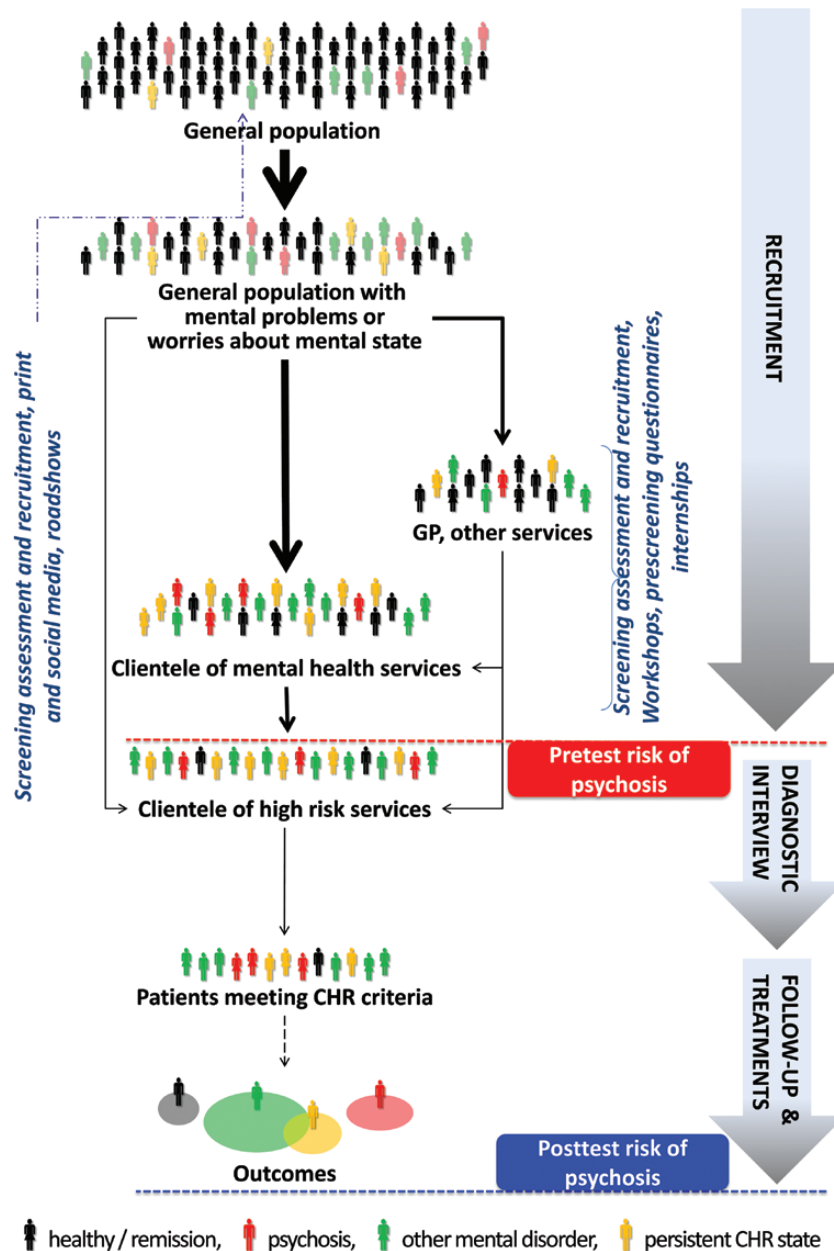 General population
General population with
mental problems or
worries about mental state
Screening assessment and recruitment, print
and social media, roadshows
GP, other services
Screening assessment and recruitment,
Workshops, prescreening questionnaires,
internships
RECRUITMENT
Clientele of mental health services
Pretest risk of
psychosis
Clientele of high risk services
DIAGNOSTIC
INTERVIEW
Patients meeting CHR criteria
FOLLOW-UP &
TREATMENTS
Outcomes
Posttest risk of
psychosis
healthy / remission, psychosis, other mental disorder, persistent CHR state